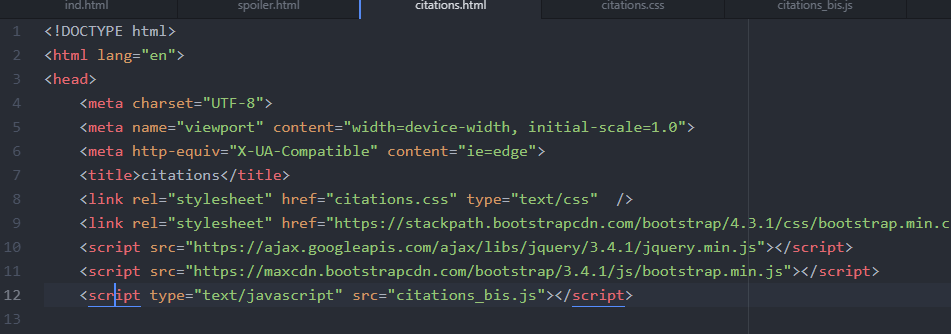 ind.html spoiler.html citations.html citations.css citations_bis.js
1 <!DOCTYPE html>
2 <html lang="en">
3 <head>
4 <meta charset="UTF-8">
5 <meta name="viewport" content="width=device-width, initial-scale=1.0">
6 <meta http-equiv="X-UA-Compatible" content="ie=edge">
7 <title>citations</title>
8 <link rel="stylesheet" href="citations.css" type="text/css"  />
9 <link rel="stylesheet" href="https://stackpath.bootstrapcdn.com/bootstrap/4.3.1/css/bootstrap.min.c
10 <script src="https://ajax.googleapis.com/ajax/libs/jquery/3.4.1/jquery.min.js"></script>
11 <script src="https://maxcdn.bootstrapcdn.com/bootstrap/3.4.1/js/bootstrap.min.js"></script>
12 <script type="text/javascript" src="citations_bis.js"></script>
13